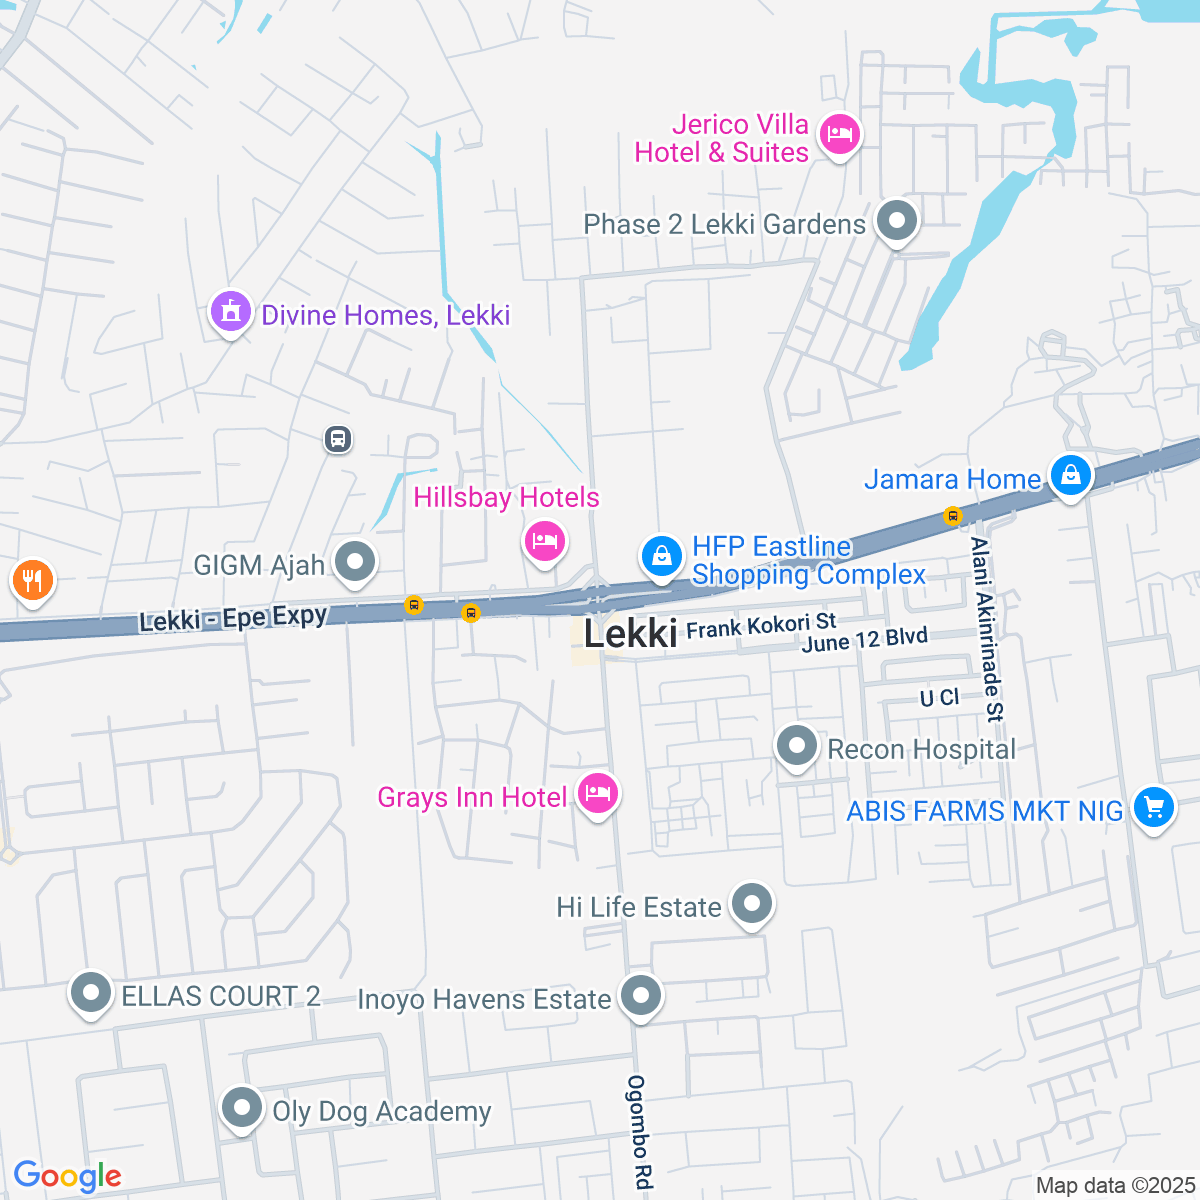 Jerico Villa
Hotel & Suites
Phase 2 Lekki Gardens
Divine Homes, Lekki
Jamara Home
Hillsbay Hotels
HFP Eastline
Shopping Complex
GIGM Ajah
Alani Akinrinade St
Lekki - Epe Expy
Lekki
Frank Kokori St
June 12 Blvd
U Cl
Recon Hospital
Grays Inn Hotel
ABIS FARMS MKT NIG
Hi Life Estate
ELLAS COURT 2
Inoyo Havens Estate
Oly Dog Academy
Ogombo Rd
Google
Map data ©2025